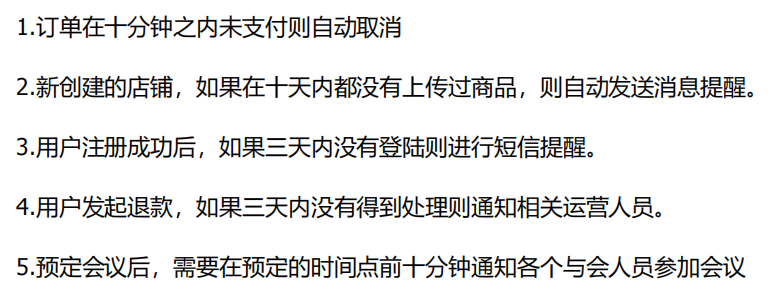 1.订单在十分钟之内未支付则自动取消
2.新创建的店铺，如果在十天内都没有上传过商品，则自动发送消息提醒。
3.用户注册成功后，如果三天内没有登陆则进行短信提醒。
4.用户发起退款，如果三天内没有得到处理则通知相关运营人员。
5.预定会议后，需要在预定的时间点前十分钟通知各个与会人员参加会议